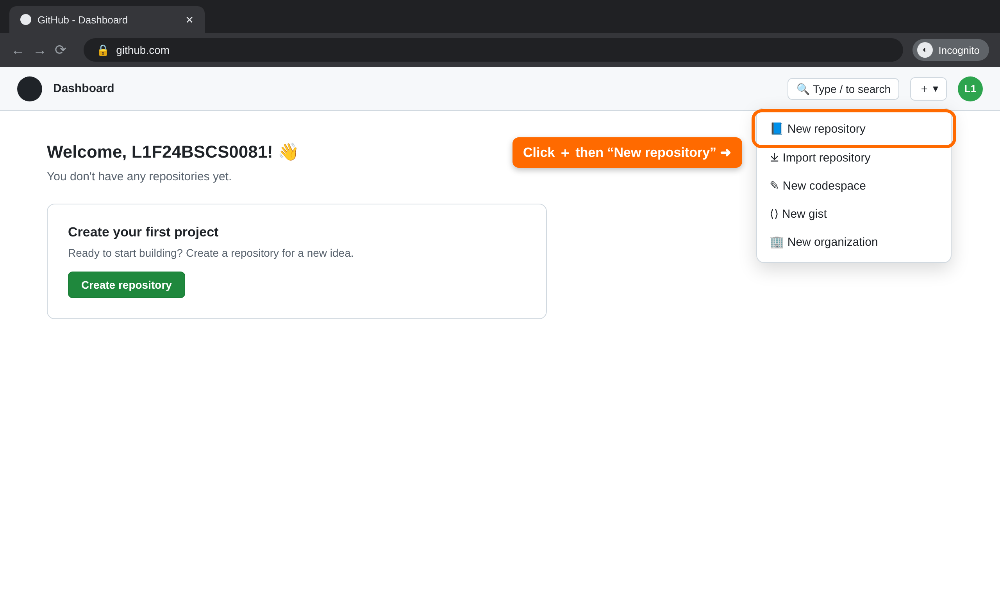 GitHub - Dashboard ✕
← → ⟳ 🔒 github.com Incognito
Dashboard 🔍 Type / to search ＋ ▾ L1
📘 New repository
Welcome, L1F24BSCS0081! 👋
Click ＋ then “New repository” ➜
Import repository
You don't have any repositories yet.
✎ New codespace
⟨⟩ New gist
🏢 New organization
Create your first project
Ready to start building? Create a repository for a new idea.
Create repository